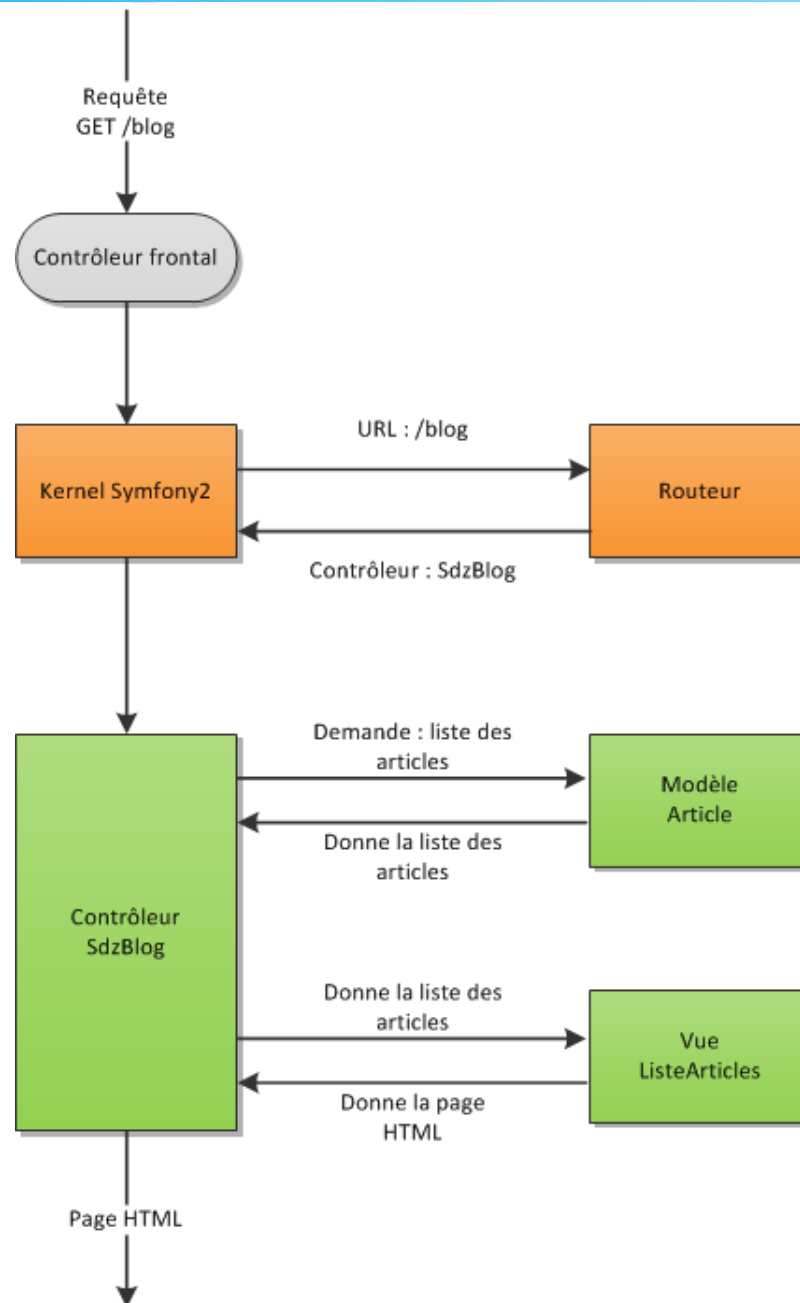 Requête
GET /blog
Contrôleur frontal
URL : /blog
Kernel Symfony2
Routeur
Contrôleur : SdzBlog
Demande : liste des
articles
Modèle
Article
Donne la liste des
articles
Contrôleur
SdzBlog
Donne la liste des
articles
Vue
ListeArticles
Donne la page
HTML
Page HTML